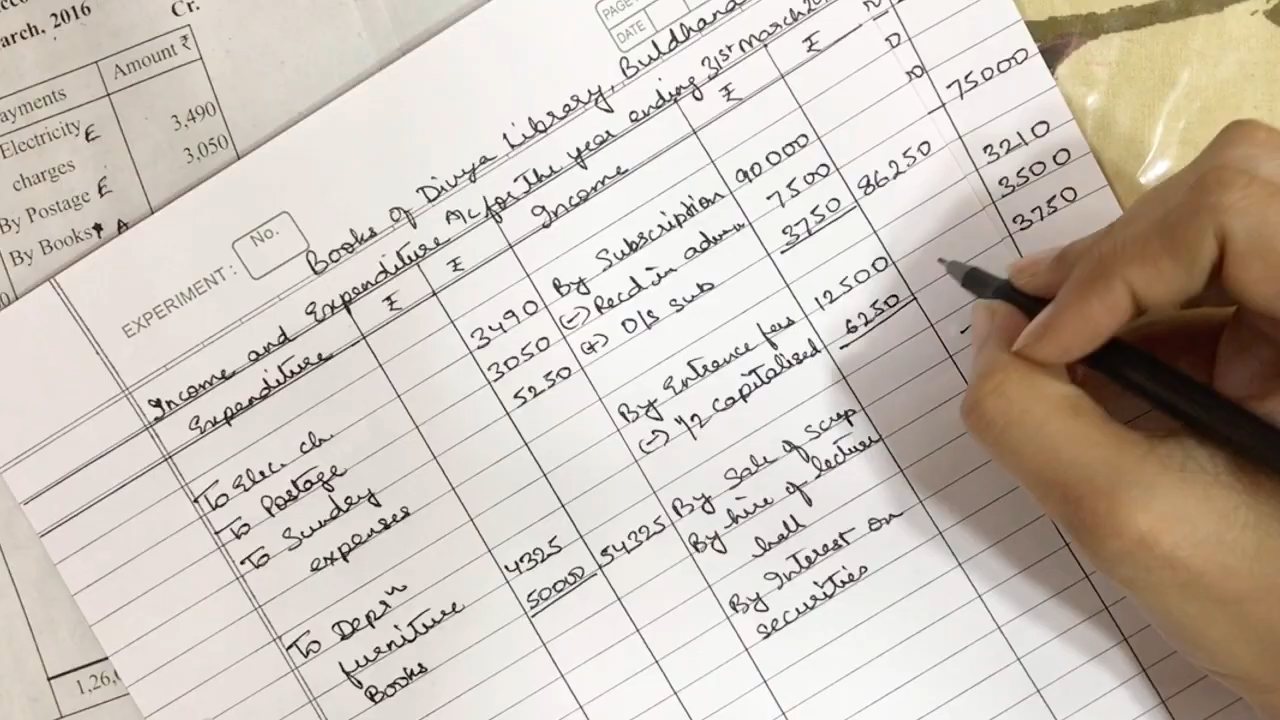 arch, 2016
Cr.
ayments
Amount ₹
Electricity E
charges
3,490
By Postage E
3,050
By Books A
1,26,
EXPERIMENT :
No.
PAGE
DATE
Books of Divya Library, Buldhana
Income and Expenditure A/c for the year ending 31st March 20
Expenditure ₹ ₹ Income ₹ ₹
To Elec. ch. 3490 By Subscription 90000
To Postage 3050 (-) Recd in advan 7500
To Sundry 5250 (+) O/s sub 3750 86250
expenses
By Entrance fees 12500
(-) 1/2 capitalised 6250
To Depr'n
furniture 4325 By Sale of scrap
Books 50000 54325 By hire of lecture
hall
By Interest on
securities
75000
3210
3500
3750